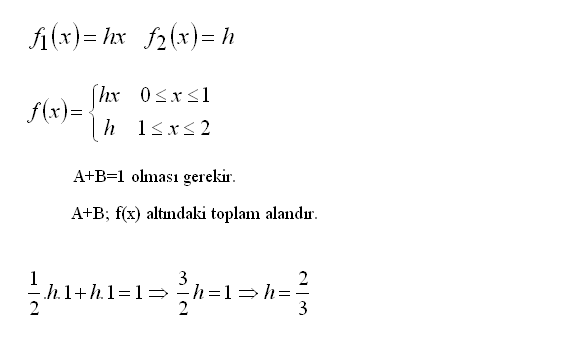 f₁(x)= hx f₂(x)= h
f(x)= { hx 0 ≤ x ≤ 1
h 1 ≤ x ≤ 2
A+B=1 olması gerekir.
A+B; f(x) altındaki toplam alandır.
1/2 .h.1+h.1=1 ⇒ 3/2 h=1 ⇒ h= 2/3